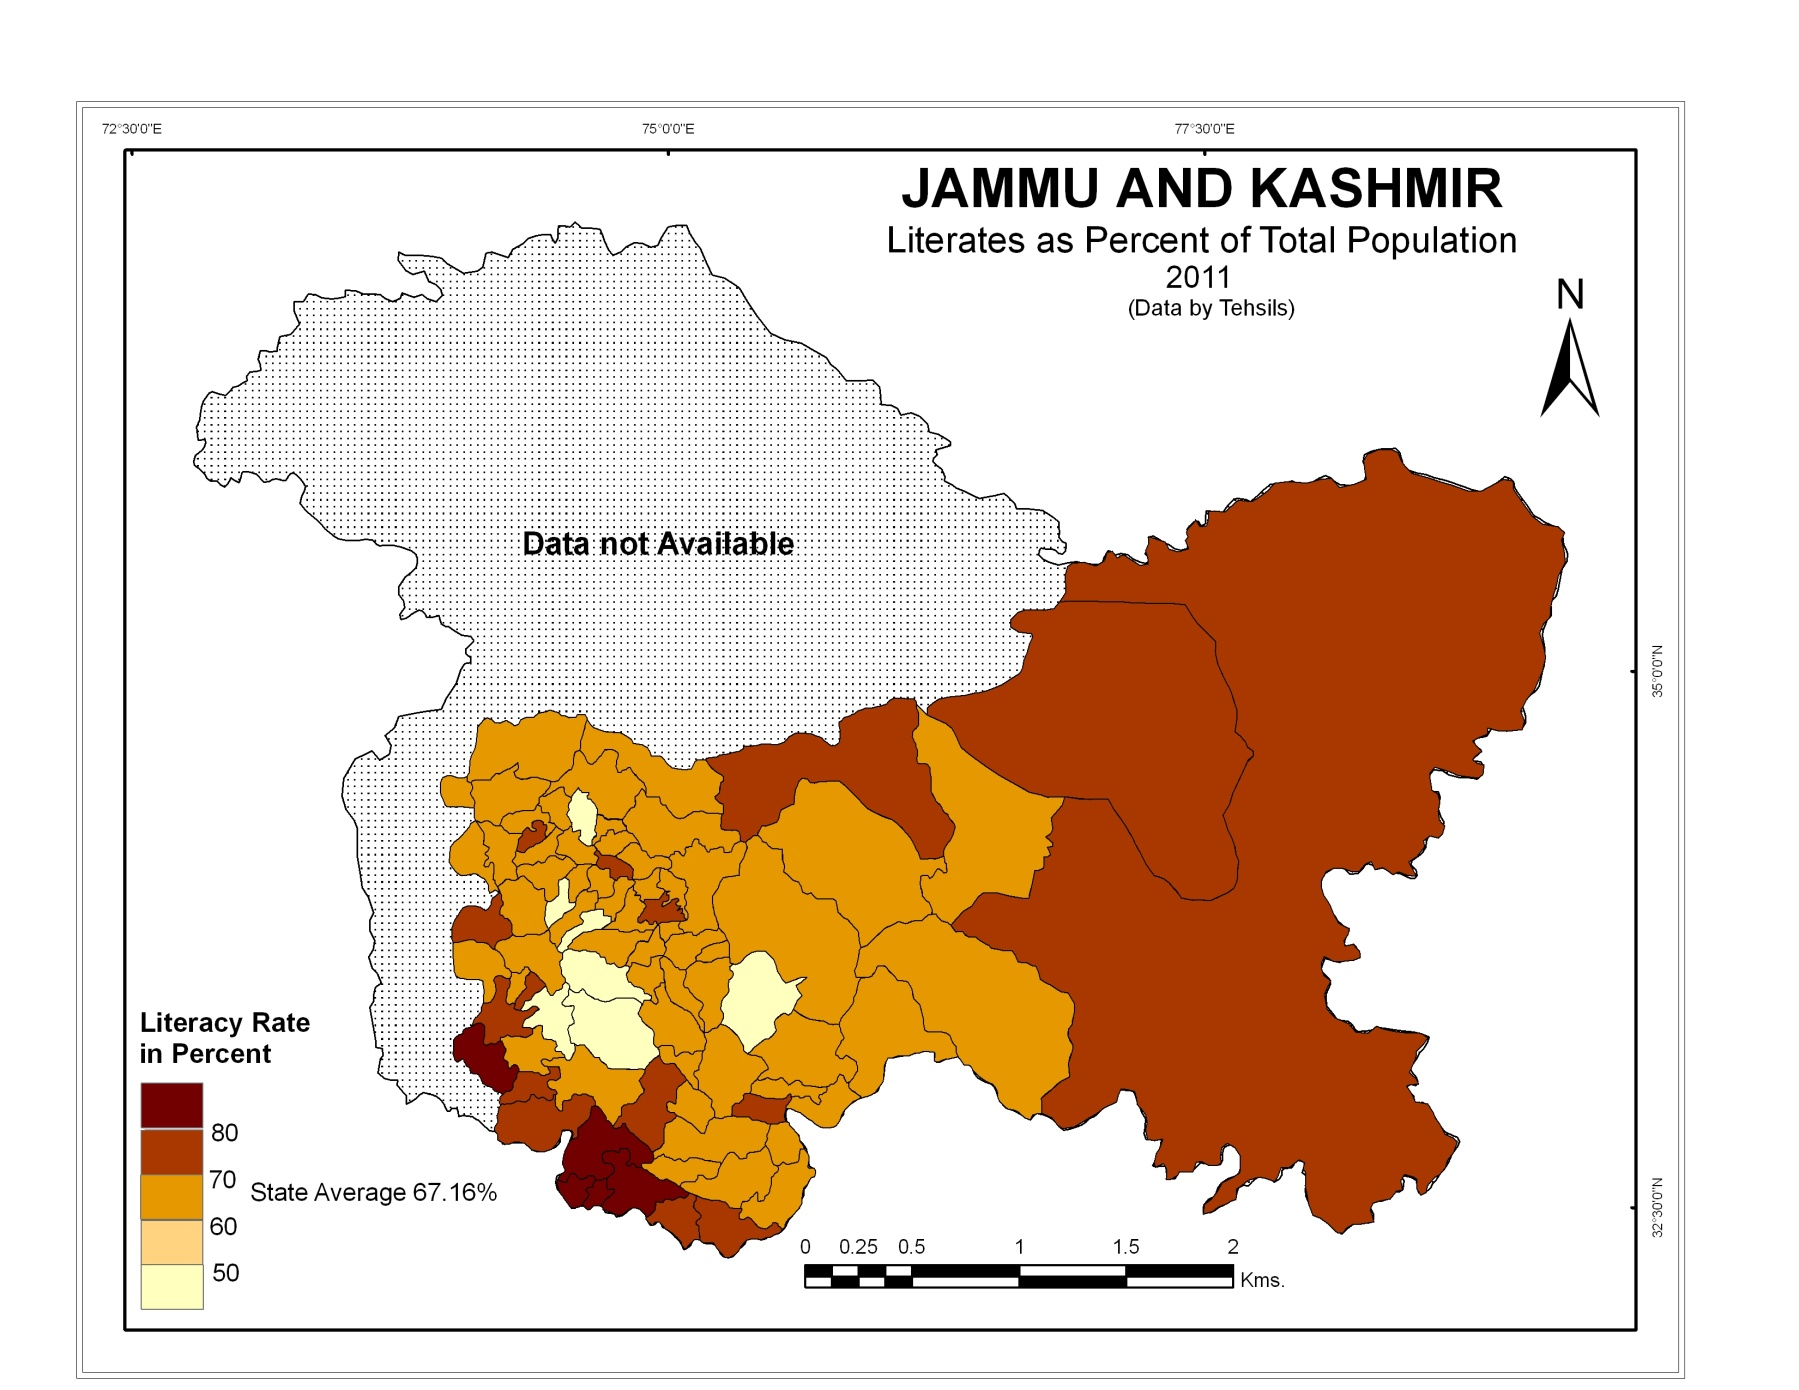 72°30'0"E 75°0'0"E 77°30'0"E
JAMMU AND KASHMIR
Literates as Percent of Total Population
2011
(Data by Tehsils)
N
Data not Available
35°0'0"N
Literacy Rate
in Percent
80
70
State Average 67.16%
60
50
32°30'0"N
0 0.25 0.5 1 1.5 2
Kms.